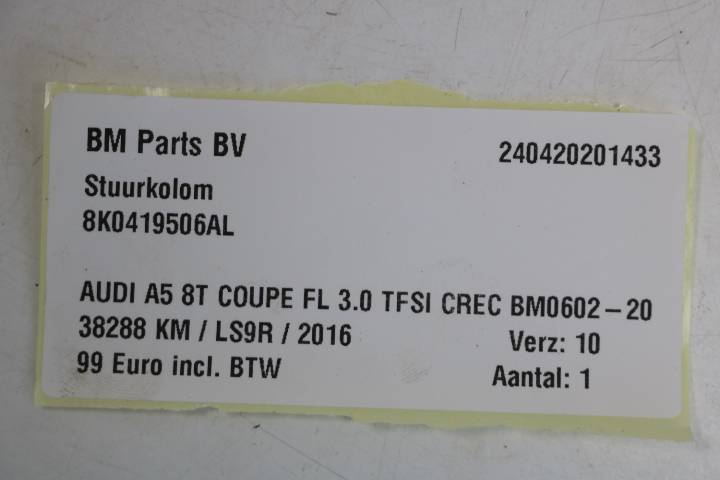 BM Parts BV 240420201433
Stuurkolom
8K0419506AL
AUDI A5 8T COUPE FL 3.0 TFSI CREC BM0602-20
38288 KM / LS9R / 2016 Verz: 10
99 Euro incl. BTW Aantal: 1